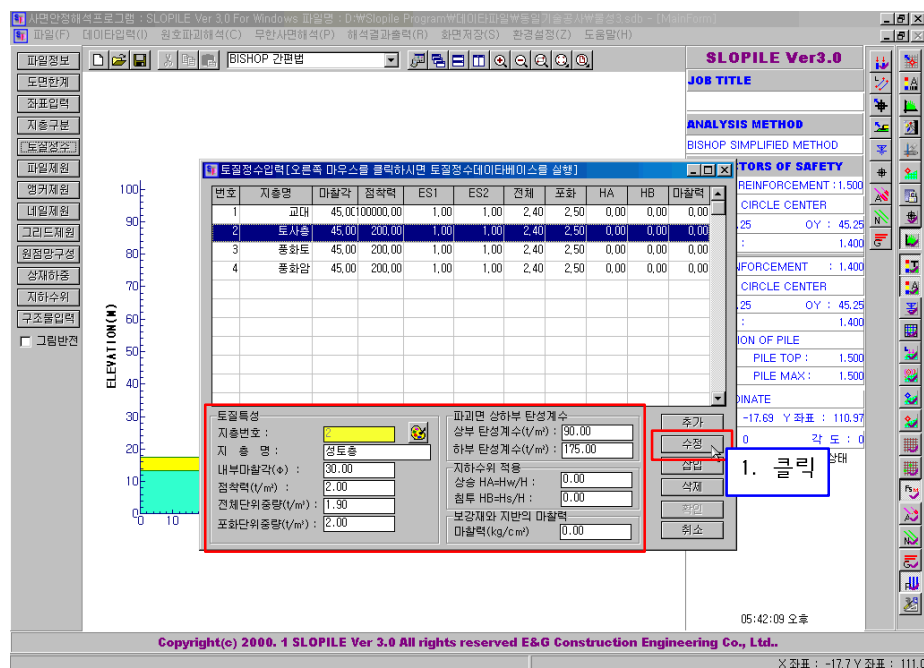 사면안정해석프로그램 : SLOPILE Ver 3.0 For Windows 파일명 : D:₩Slopile Program₩데이터파일₩동일기술공사₩봉성3.sdb - [MainForm]
파일(F) 데이터입력(I) 원호파괴해석(C) 무한사면해석(P) 해석결과출력(R) 화면저장(S) 환경설정(Z) 도움말(H)
파일정보
BISHOP 간편법
SLOPILE Ver3.0
도면한계
JOB TITLE
좌표입력
지층구분
ANALYSIS METHOD
토질정수
BISHOP SIMPLIFIED METHOD
파일제원
토질정수입력[오른쪽 마우스를 클릭하시면 토질정수데이터베이스를 실행]
TORS OF SAFETY
앵커제원
번호 지층명 마찰각 점착력 ES1 ES2 전체 포화 HA HB 마찰력
REINFORCEMENT : 1.500
네일제원
1 교대 45,00 100000,00 1,00 1,00 2,40 2,50 0,00 0,00 0,00
CIRCLE CENTER
그리드제원
2 토사층 45,00 200,00 1,00 1,00 2,40 2,50 0,00 0,00 0,00
.25 OY : 45.25
원점망구성
3 풍화토 45,00 200,00 1,00 1,00 2,40 2,50 0,00 0,00 0,00
: 1.400
상재하중
4 풍화암 45,00 200,00 1,00 1,00 2,40 2,50 0,00 0,00 0,00
NFORCEMENT : 1.400
지하수위
CIRCLE CENTER
구조물입력
.25 OY : 45.25
그림반전
: 1.400
ION OF PILE
PILE TOP : 1.500
PILE MAX : 1.500
DINATE
-17.69 Y 좌표 : 110.97
0 각 도 : 0
상태
ELEVATION(M)
100
90
80
70
60
50
40
30
20
10
0
0 10
토질특성
지층번호 : 2
지 층 명 : 성토층
내부마찰각(Φ) : 30.00
점착력(t/m²) : 2.00
전체단위중량(t/m³) : 1.90
포화단위중량(t/m³) : 2.00
파괴면 상하부 탄성계수
상부 탄성계수(t/m²) : 90.00
하부 탄성계수(t/m²) : 175.00
지하수위 적용
상승 HA=Hw/H : 0.00
침투 HB=Hs/H : 0.00
보강재와 지반의 마찰력
마찰력(kg/cm²) 0.00
추가
수정
삽입
삭제
확인
취소
1. 클릭
05:42:09 오후
Copyright(c) 2000. 1 SLOPILE Ver 3.0 All rights reserved E&G Construction Engineering Co., Ltd..
X 좌표 : -17.7 Y 좌표 : 111.0